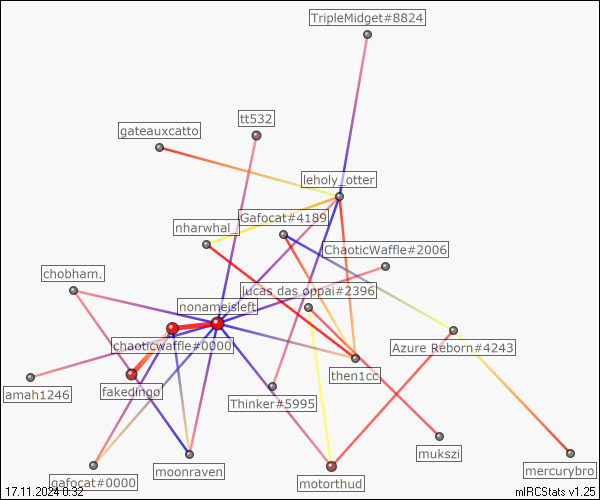 TripleMidget#8824
tt532
gateauxcatto
leholy_otter
Gafocat#4189
nharwhal_
ChaoticWaffle#2006
chobham.
lucas.das.oppai#2396
nonameisleft
chaoticwaffle#0000
Azure Reborn#4243
then1cc
amah1246
fakedingo
Thinker#5995
mukszi
moonraven
mercurybro
gafocat#0000
motorthud
17.11.2024 0:32
mIRCStats v1.25